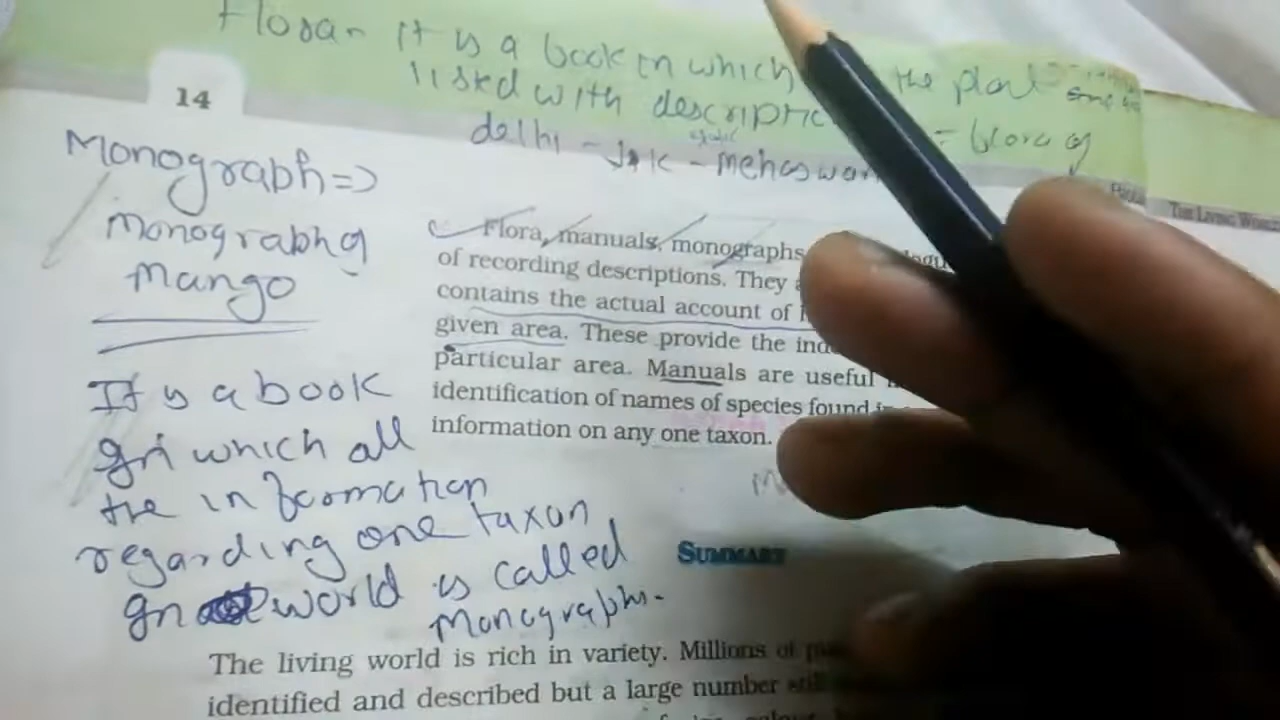 Flora- It is a book in which the
listed with
delhi - J&K -
14
THE LIVING
Monograph=>
monograph of
Mango
It is a book
in which all
the information
regarding one taxon
in world is called
Monographs.
Flora, manuals, monographs
of recording descriptions. They
contains the actual account of
given area. These provide the
particular area. Manuals are useful
identification of names of species found
information on any one taxon.
SUMMARY
The living world is rich in variety. Millions of
identified and described but a large number still